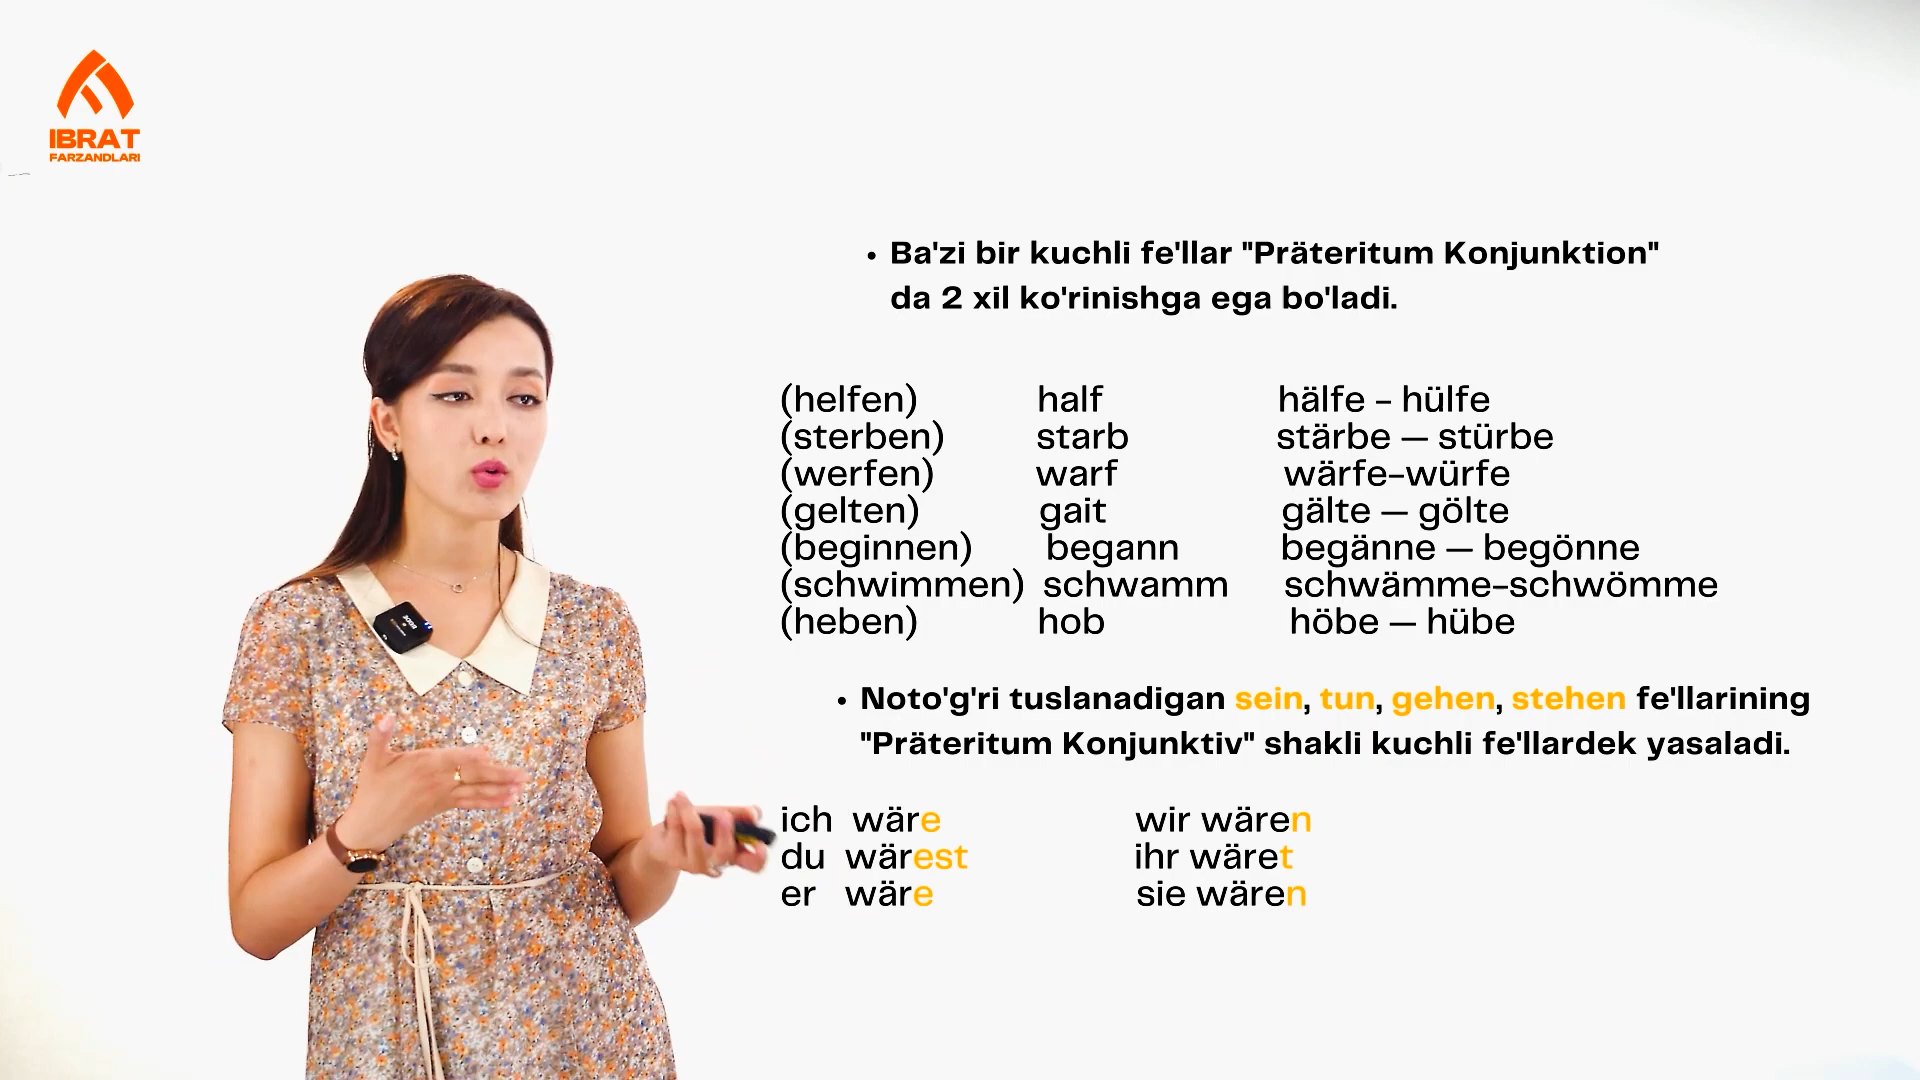 IBRAT
FARZANDLARI
• Ba'zi bir kuchli fe'llar "Präteritum Konjunktion"
da 2 xil ko'rinishga ega bo'ladi.
(helfen) half hälfe - hülfe
(sterben) starb stärbe — stürbe
(werfen) warf wärfe-würfe
(gelten) gait gälte — gölte
(beginnen) begann begänne — begönne
(schwimmen) schwamm schwämme-schwömme
(heben) hob höbe — hübe
• Noto'g'ri tuslanadigan sein, tun, gehen, stehen fe'llarining
"Präteritum Konjunktiv" shakli kuchli fe'llardek yasaladi.
ich wäre wir wären
du wärest ihr wäret
er wäre sie wären